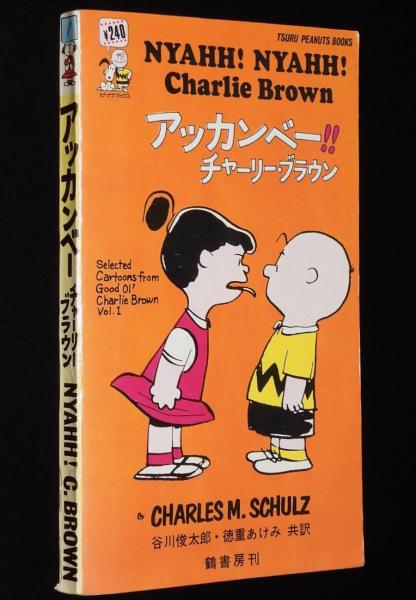 ¥240
TSURU PEANUTS BOOKS
NYAHH! NYAHH!
Charlie Brown
アッカンベー!!
チャーリー・ブラウン
Selected
Cartoons from
Good Ol'
Charlie Brown
Vol.1
By CHARLES M. SCHULZ
谷川俊太郎・徳重あけみ 共訳
鶴書房刊
1
アッカンベー
チャーリー
ブラウン
NYAHH! C. BROWN